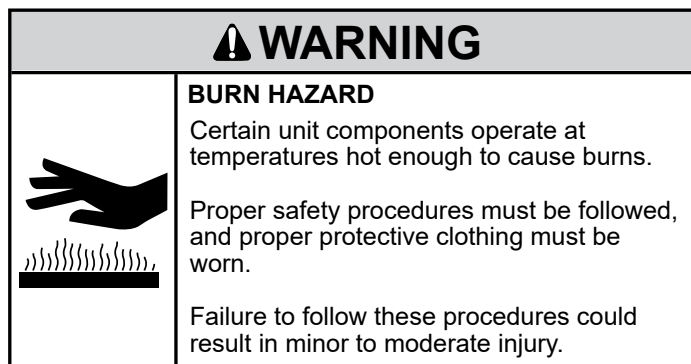 WARNING
BURN HAZARD
Certain unit components operate at
temperatures hot enough to cause burns.
Proper safety procedures must be followed,
and proper protective clothing must be
worn.
Failure to follow these procedures could
result in minor to moderate injury.